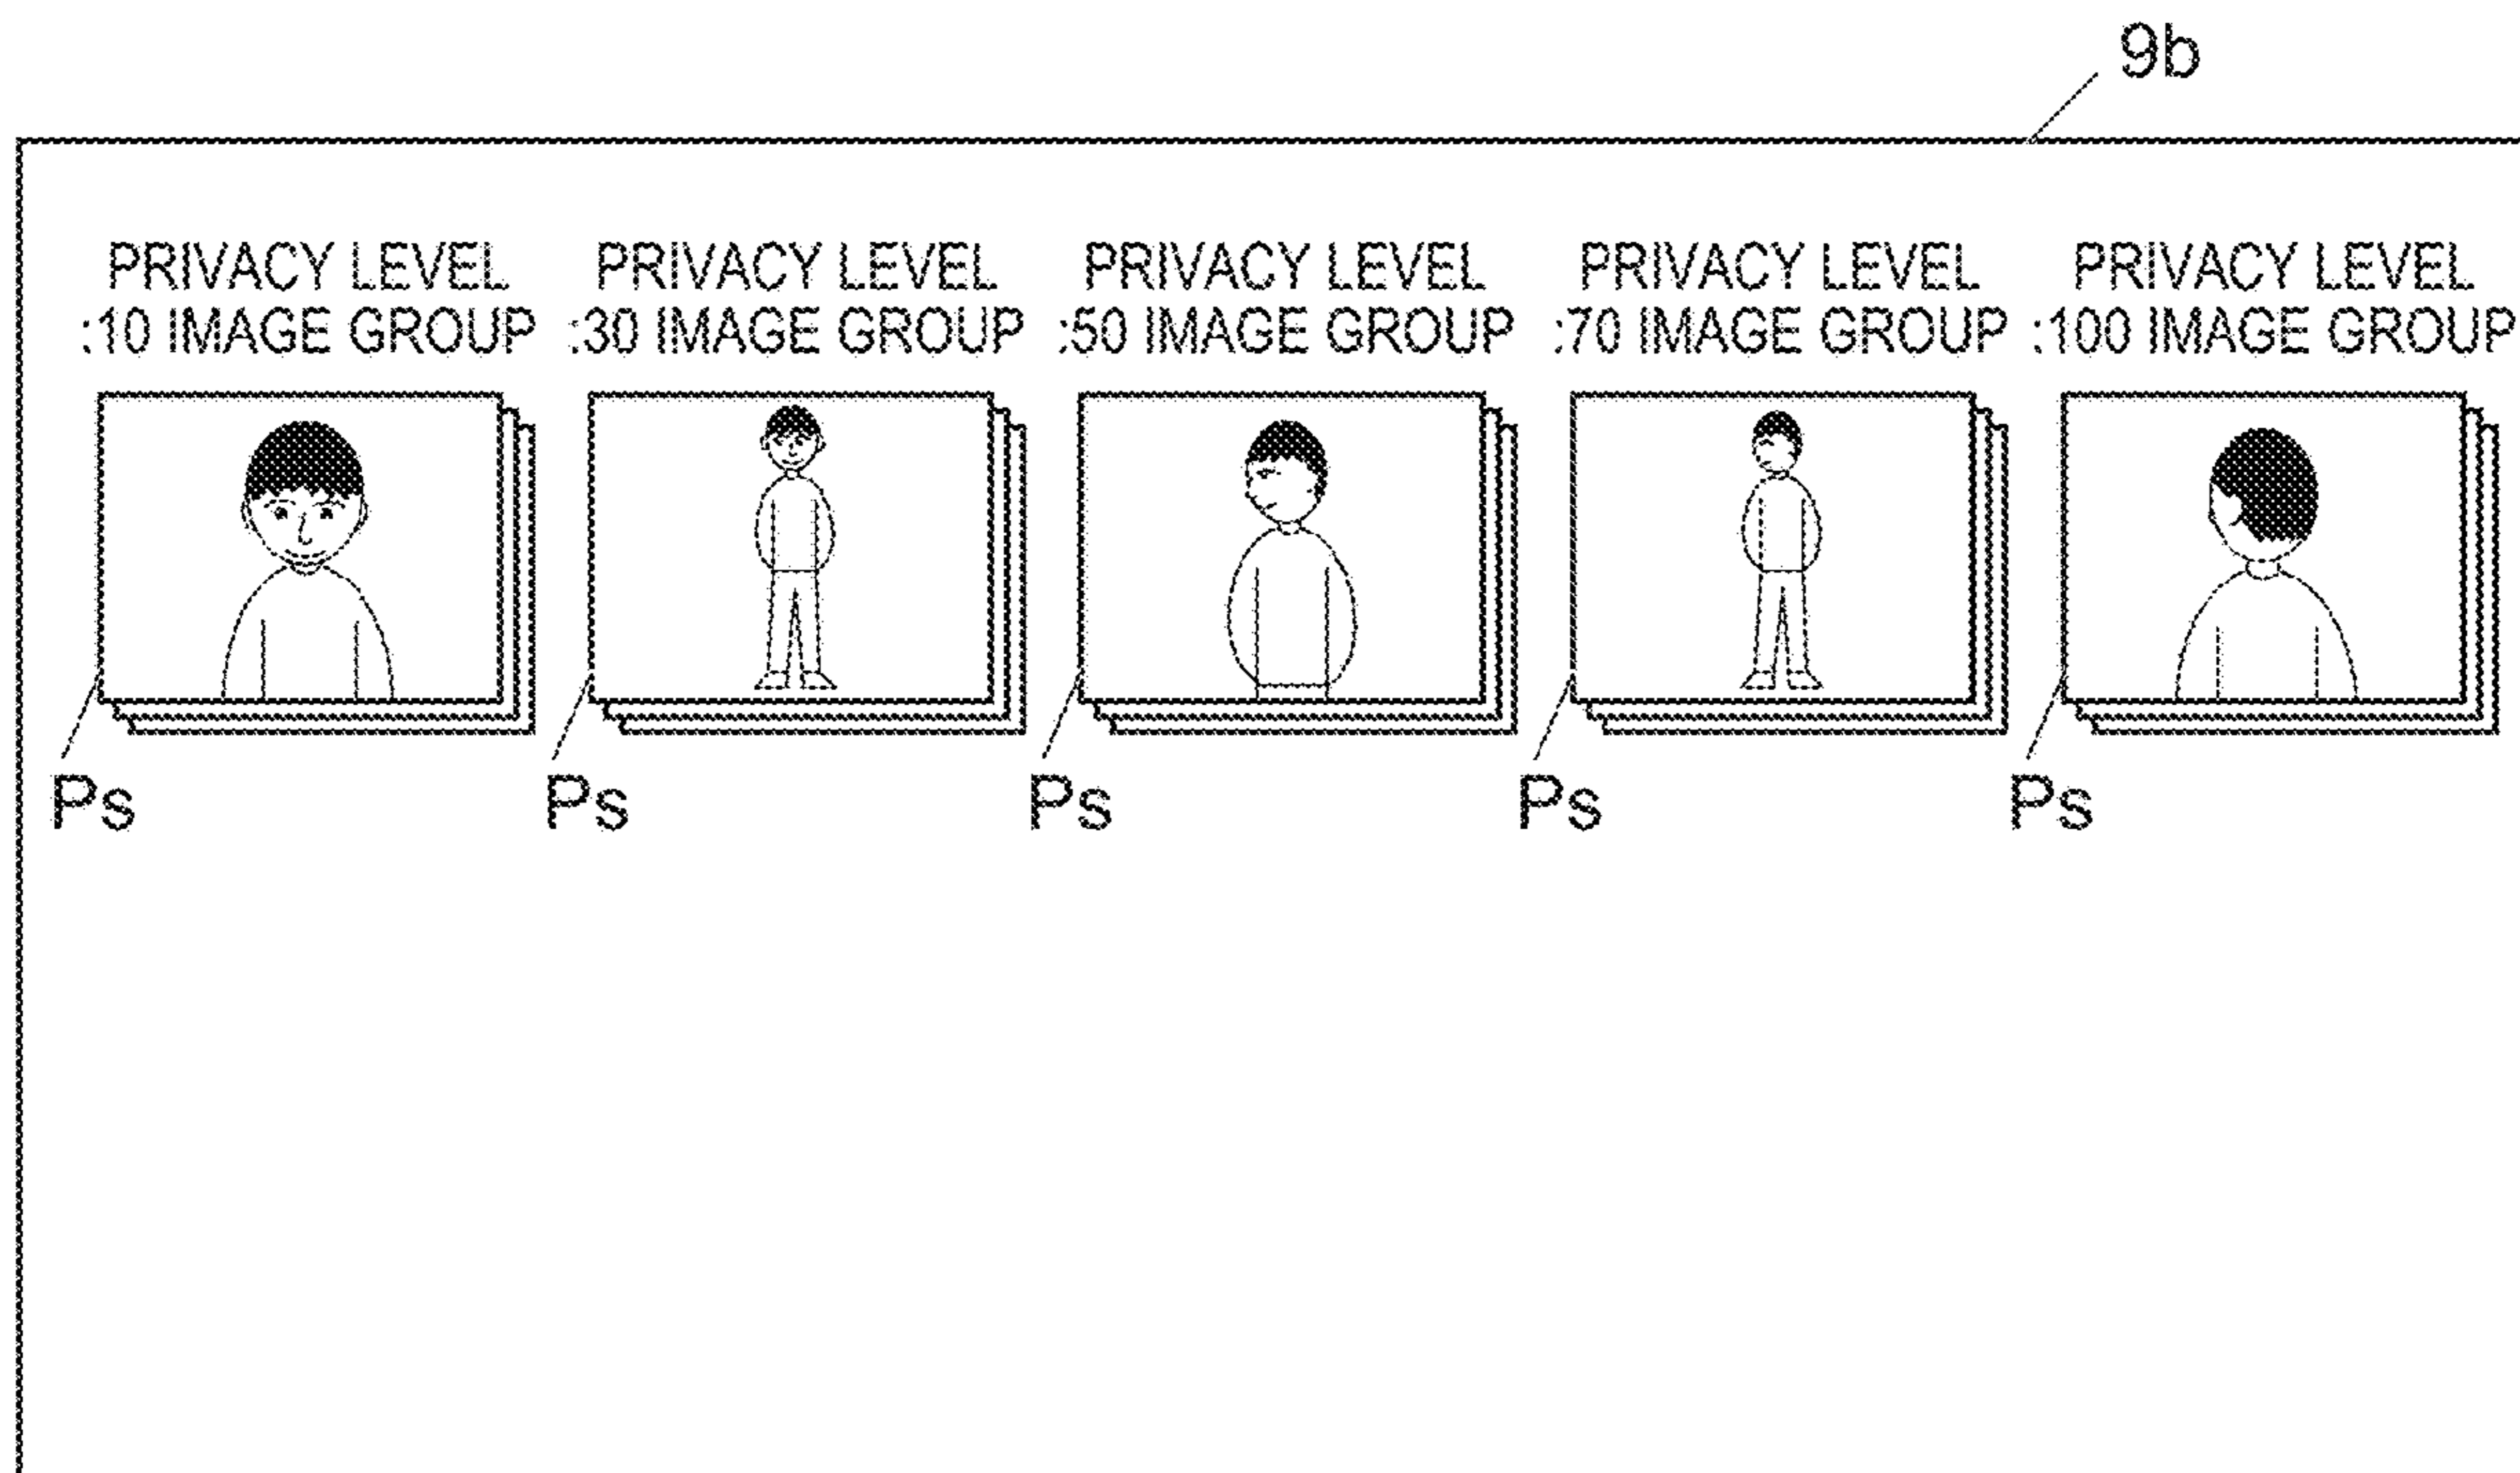 9b
PRIVACY LEVEL
:10 IMAGE GROUP
PRIVACY LEVEL
:30 IMAGE GROUP
PRIVACY LEVEL
:50 IMAGE GROUP
PRIVACY LEVEL
:70 IMAGE GROUP
PRIVACY LEVEL
:100 IMAGE GROUP
Ps
Ps
Ps
Ps
Ps